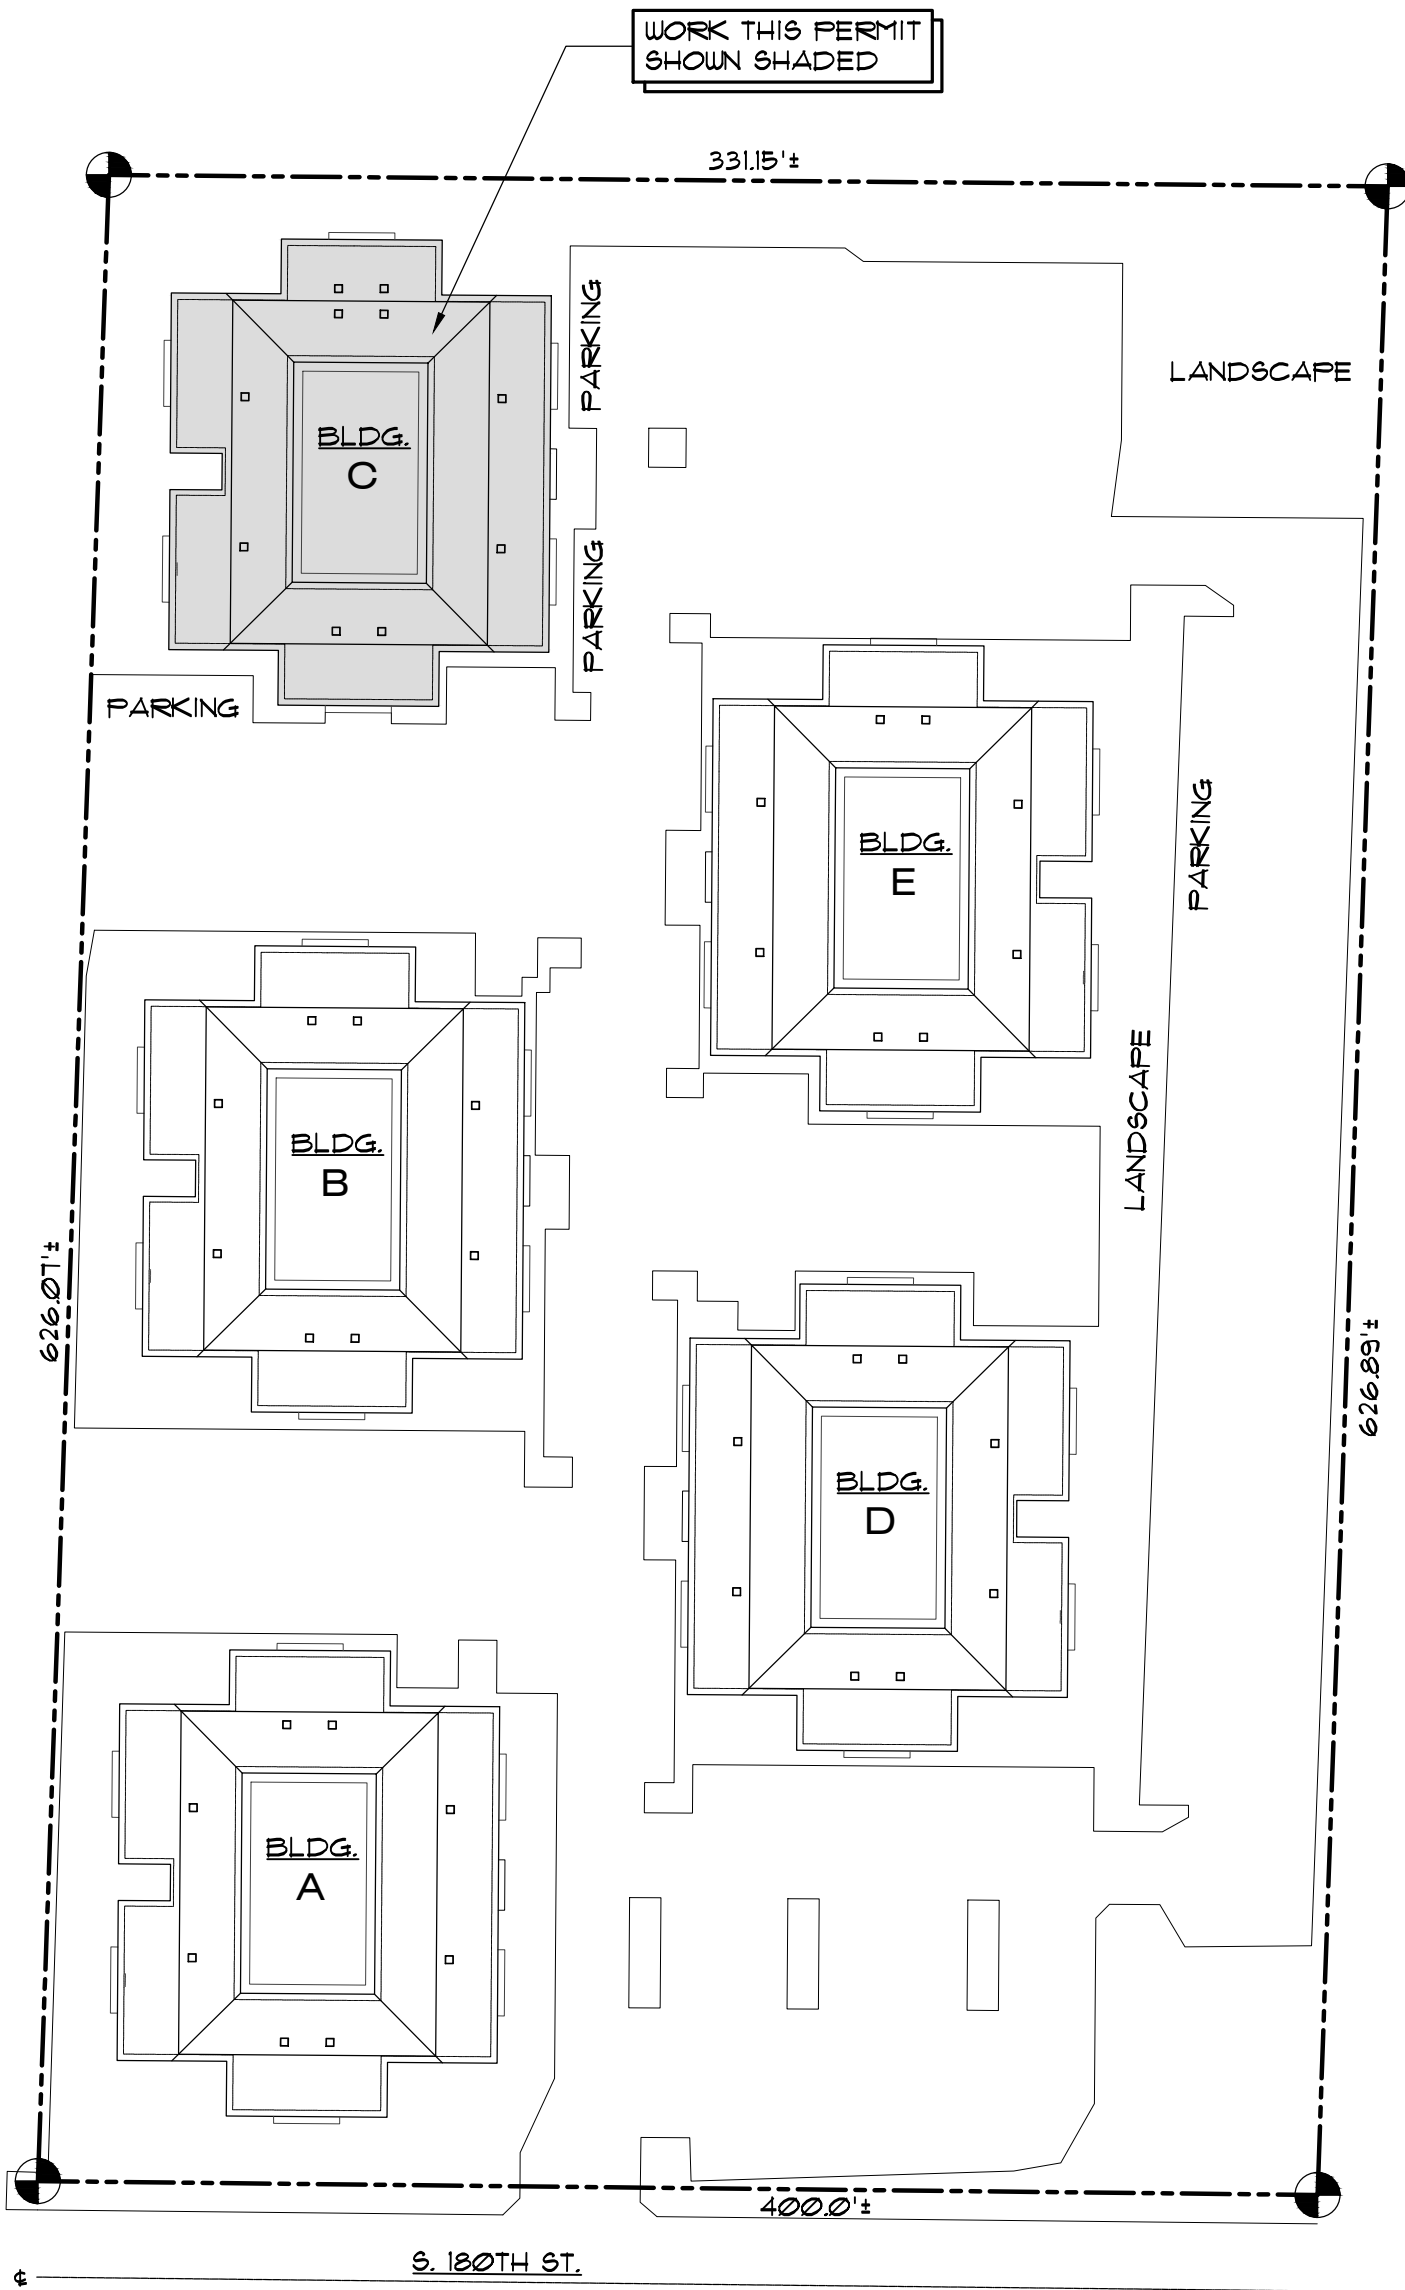 WORK THIS PERMIT
SHOWN SHADED
331.15'±
PARKING
LANDSCAPE
BLDG.
C
PARKING
PARKING
BLDG.
E
PARKING
LANDSCAPE
BLDG.
B
626.07'±
626.89'±
BLDG.
D
BLDG.
A
400.0'±
S. 180TH ST.
℄